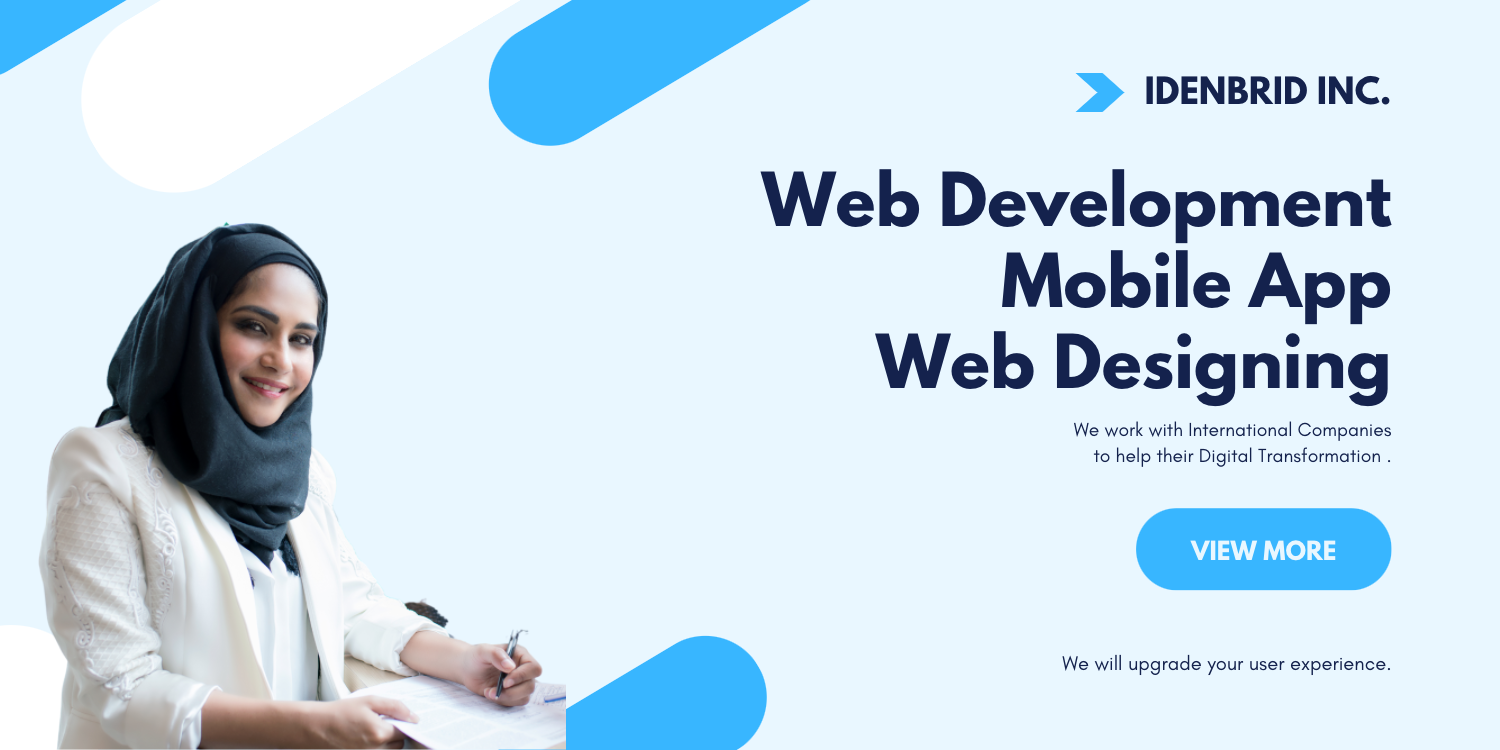 IDENBRID INC.
Web Development
Mobile App
Web Designing
We work with International Companies
to help their Digital Transformation .
VIEW MORE
We will upgrade your user experience.